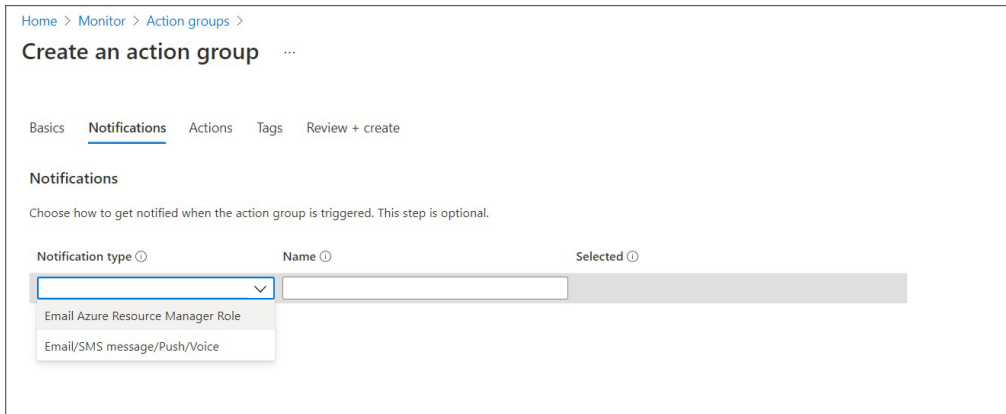 Home > Monitor > Action groups >
Create an action group ...
Basics Notifications Actions Tags Review + create
Notifications
Choose how to get notified when the action group is triggered. This step is optional.
Notification type Name Selected
Email Azure Resource Manager Role
Email/SMS message/Push/Voice